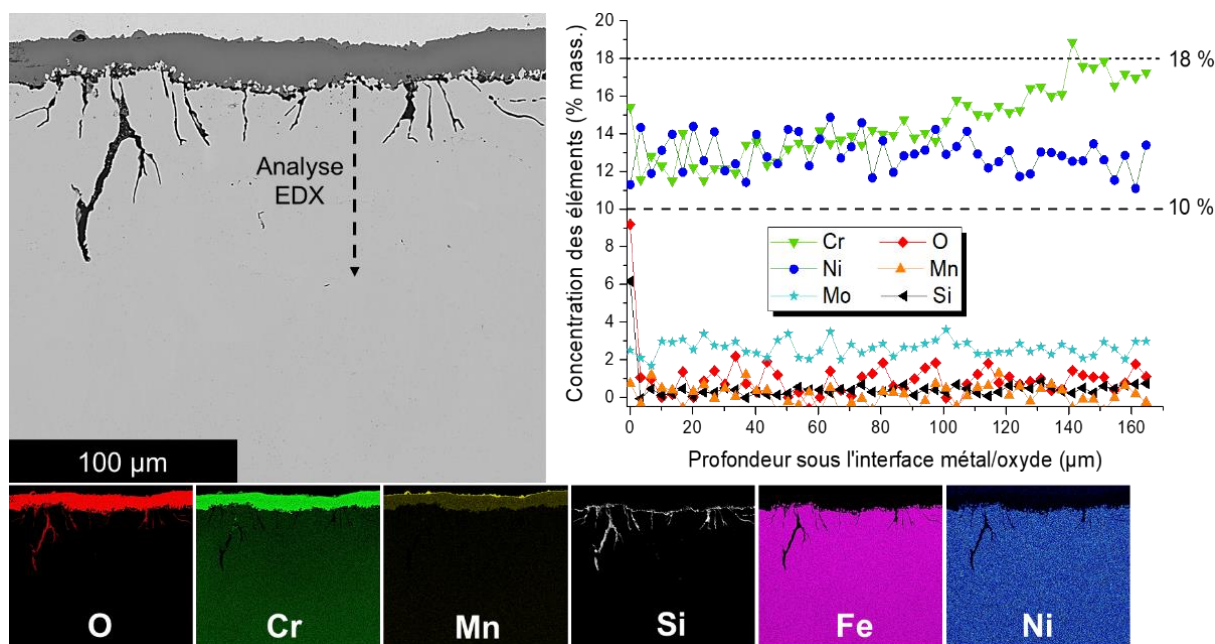 Analyse
EDX
100 µm
Concentration des éléments (% mass.)
20
18
16
14
12
10
8
6
4
2
0
18 %
10 %
Cr
O
Ni
Mn
Mo
Si
0
20
40
60
80
100
120
140
160
Profondeur sous l'interface métal/oxyde (µm)
O
Cr
Mn
Si
Fe
Ni